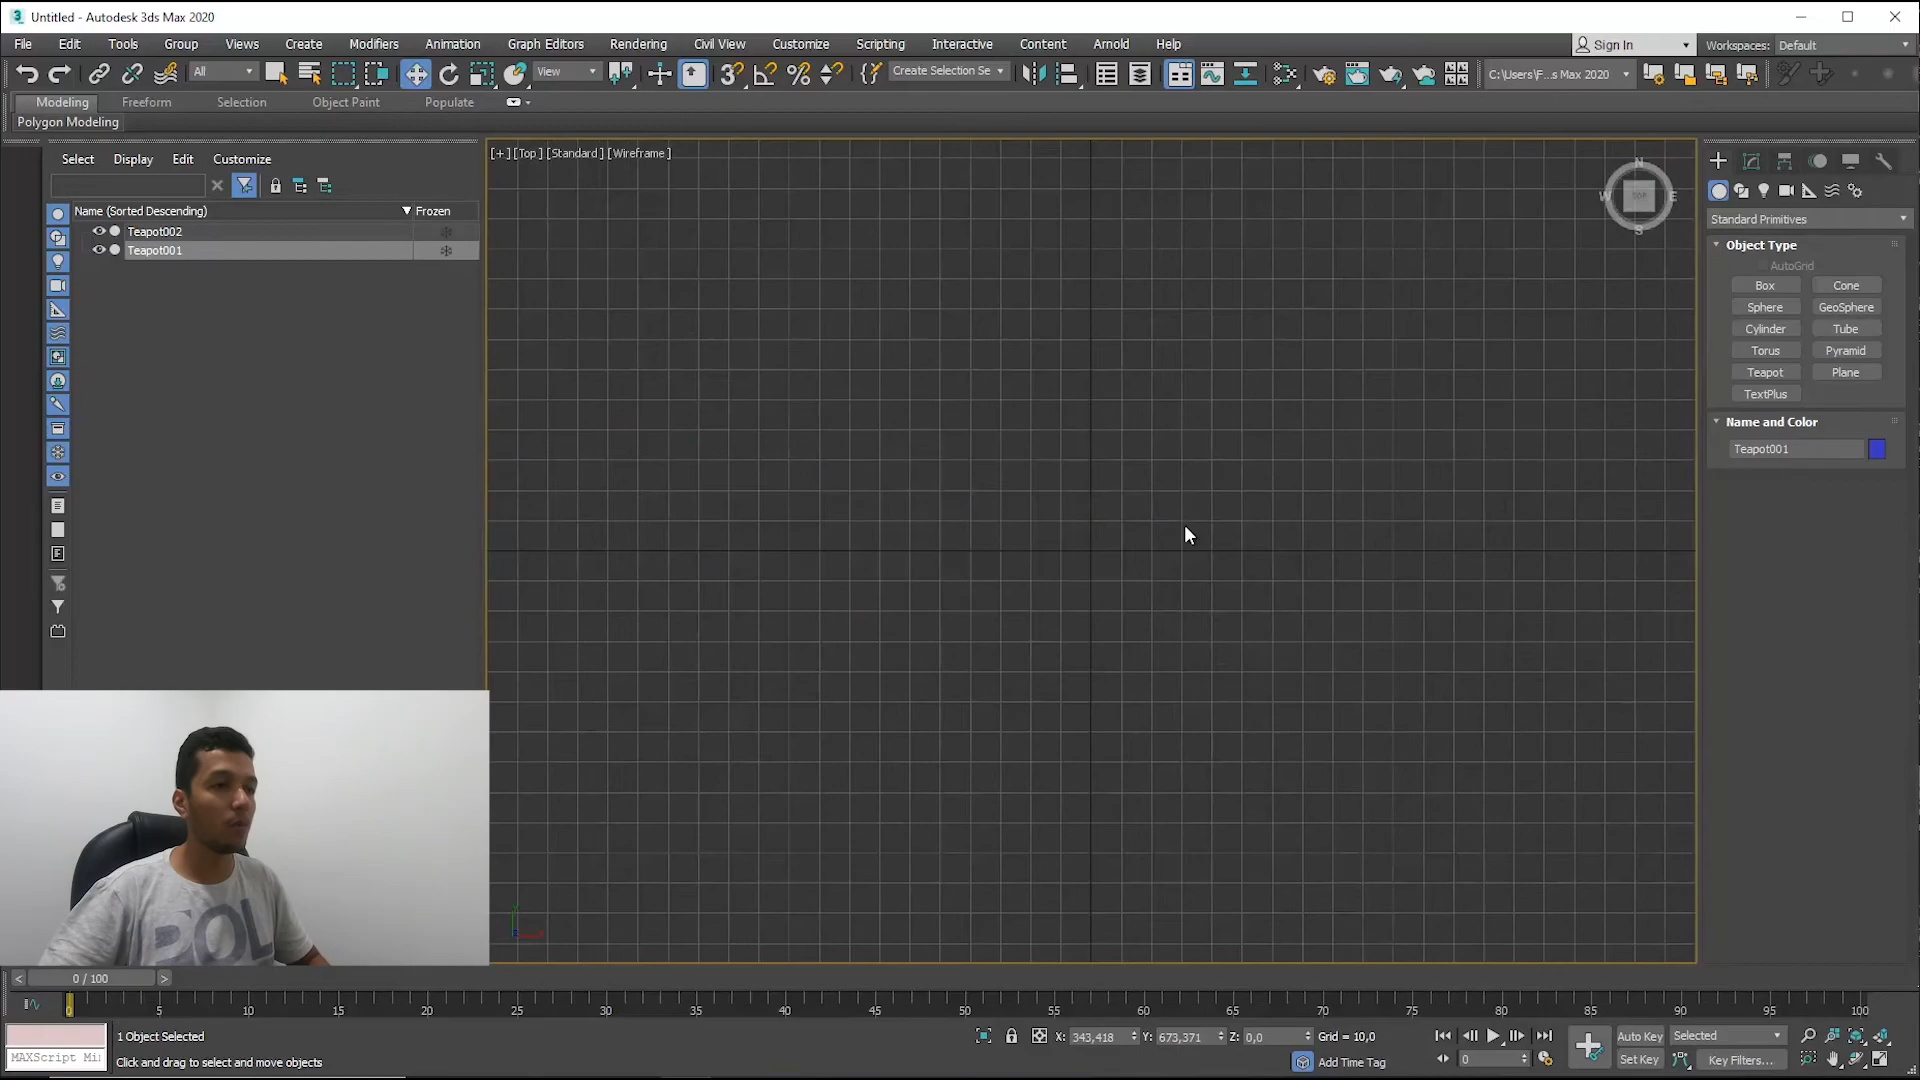 Untitled - Autodesk 3ds Max 2020
File Edit Tools Group Views Create Modifiers Animation Graph Editors Rendering Civil View Customize Scripting Interactive Content Arnold Help
Sign In
Workspaces: Default
All
View
Create Selection Se
C:\Users\F...s Max 2020
Modeling Freeform Selection Object Paint Populate
Polygon Modeling
Select Display Edit Customize
[+] [Top] [Standard] [Wireframe]
N
W TOP E
S
Name (Sorted Descending) Frozen
Teapot002
Teapot001
Standard Primitives
Object Type
AutoGrid
Box Cone
Sphere GeoSphere
Cylinder Tube
Torus Pyramid
Teapot Plane
TextPlus
Name and Color
Teapot001
BOL
0 / 100
0 5 10 15 20 25 30 35 40 45 50 55 60 65 70 75 80 85 90 95 100
1 Object Selected
X: 343,418 Y: 673,371 Z: 0,0 Grid = 10,0
Auto Key Selected
MAXScript Mi
Click and drag to select and move objects
Add Time Tag
0
Set Key Key Filters...